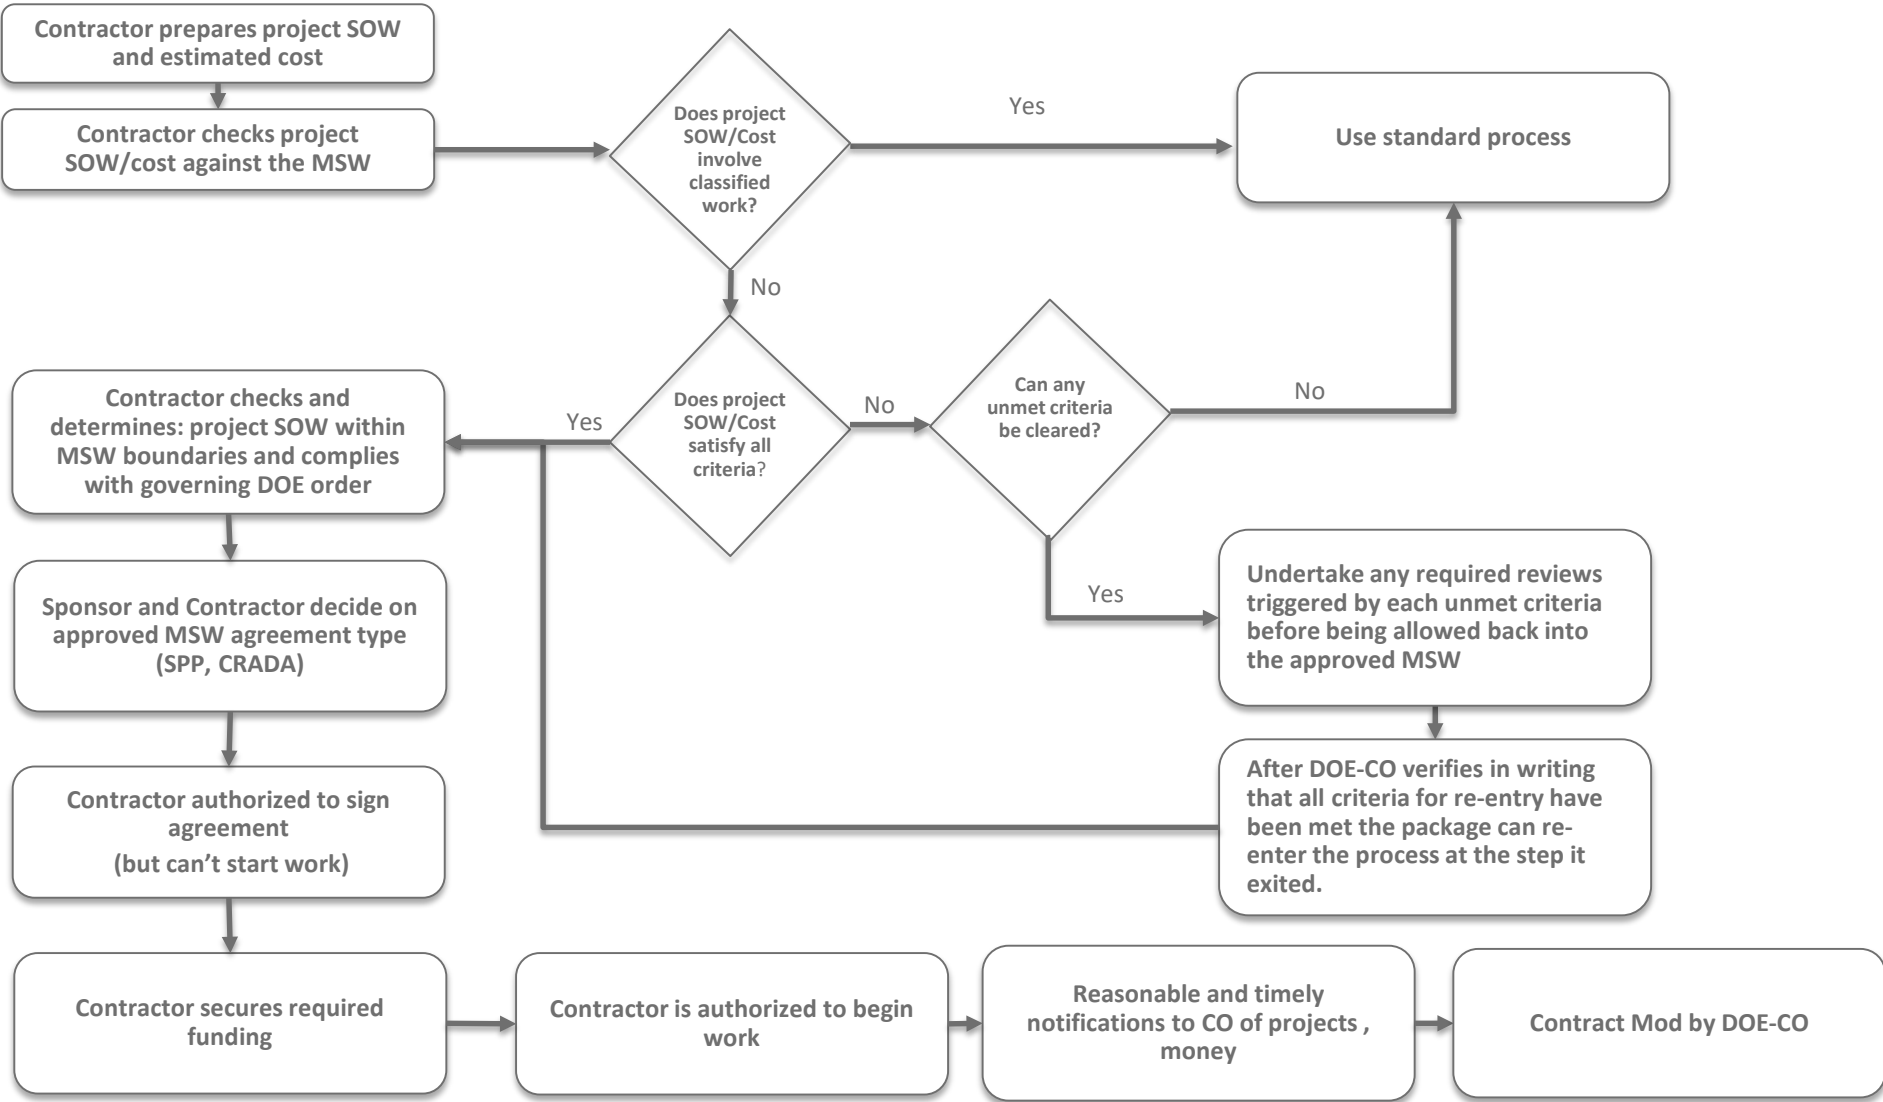 Contractor prepares project SOW
and estimated cost
Contractor checks project
SOW/cost against the MSW
Does project
SOW/Cost
involve
classified
work?
Yes
Use standard process
No
Does project
SOW/Cost
satisfy all
criteria?
Yes
No
Can any
unmet criteria
be cleared?
No
Yes
Contractor checks and
determines: project SOW within
MSW boundaries and complies
with governing DOE order
Sponsor and Contractor decide on
approved MSW agreement type
(SPP, CRADA)
Contractor authorized to sign
agreement
(but can’t start work)
Undertake any required reviews
triggered by each unmet criteria
before being allowed back into
the approved MSW
After DOE-CO verifies in writing
that all criteria for re-entry have
been met the package can re-
enter the process at the step it
exited.
Contractor secures required
funding
Contractor is authorized to begin
work
Reasonable and timely
notifications to CO of projects ,
money
Contract Mod by DOE-CO